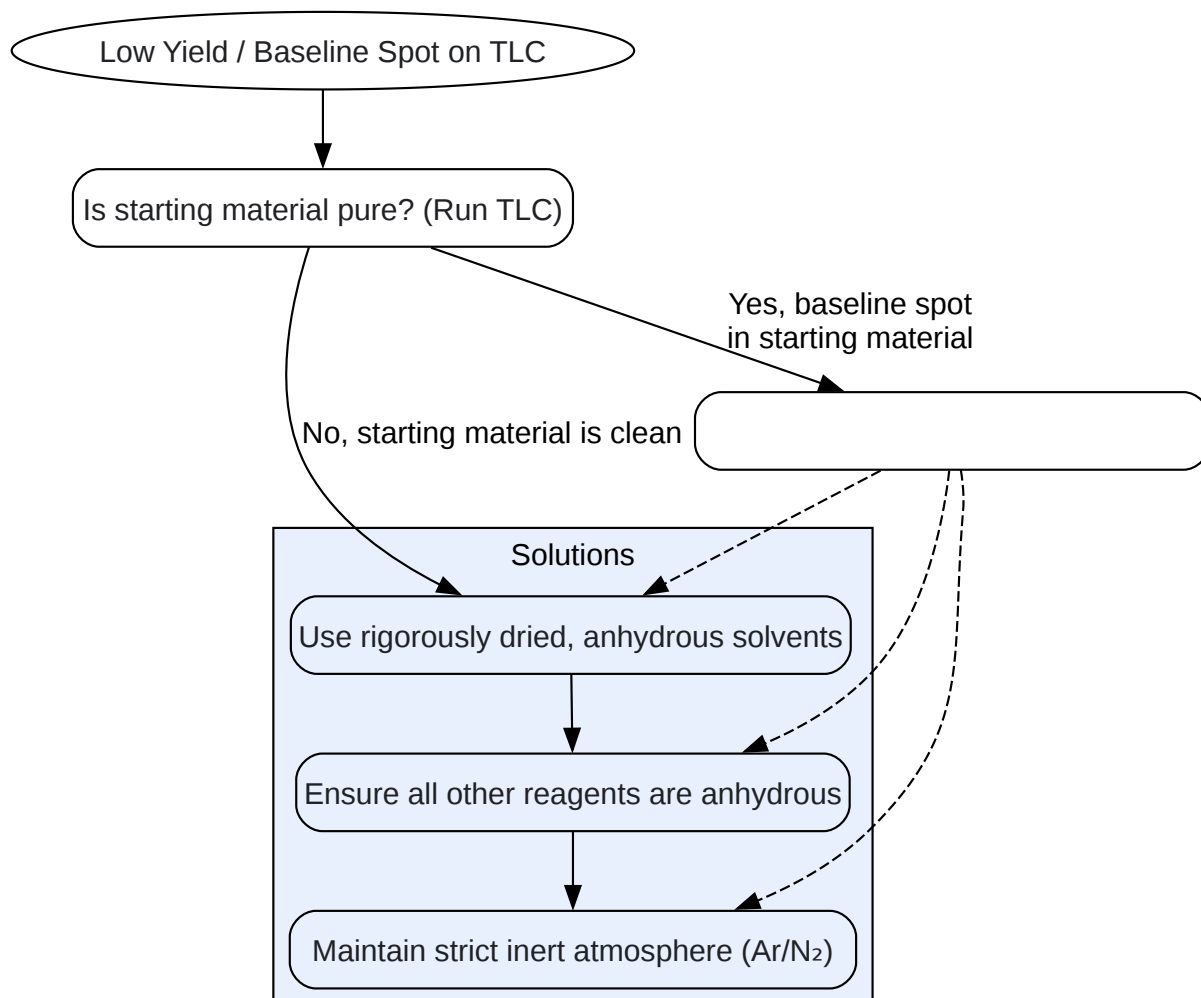 Low Yield / Baseline Spot on TLC
Is starting material pure? (Run TLC)
Yes, baseline spot
in starting material
No, starting material is clean
Solutions
Use rigorously dried, anhydrous solvents
Ensure all other reagents are anhydrous
Maintain strict inert atmosphere (Ar/N₂)